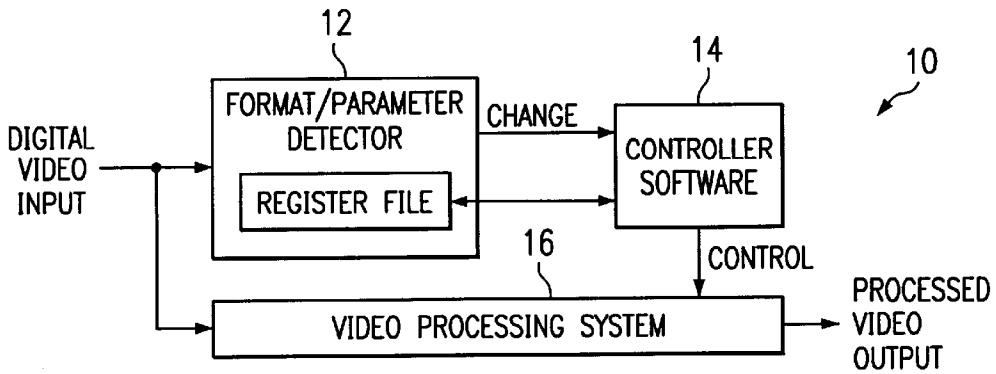 12
14
10
FORMAT/PARAMETER
DETECTOR
CHANGE
DIGITAL
VIDEO
INPUT
CONTROLLER
SOFTWARE
REGISTER FILE
16
CONTROL
VIDEO PROCESSING SYSTEM
PROCESSED
VIDEO
OUTPUT